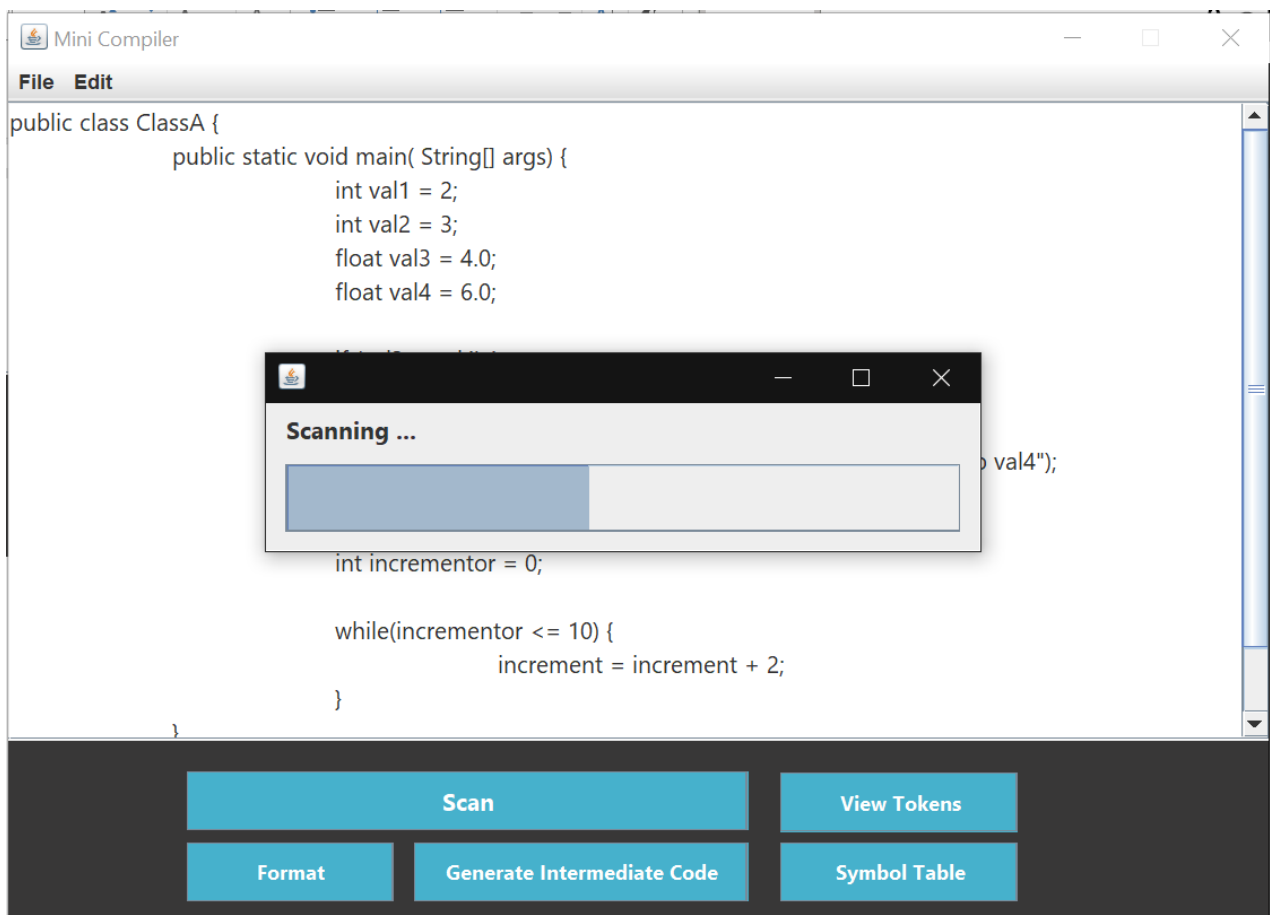 Mini Compiler
File Edit
public class ClassA {
public static void main( String[] args) {
int val1 = 2;
int val2 = 3;
float val3 = 4.0;
float val4 = 6.0;
Scanning ...
val4");
int incrementor = 0;
while(incrementor <= 10) {
increment = increment + 2;
}
}
Scan
View Tokens
Format
Generate Intermediate Code
Symbol Table